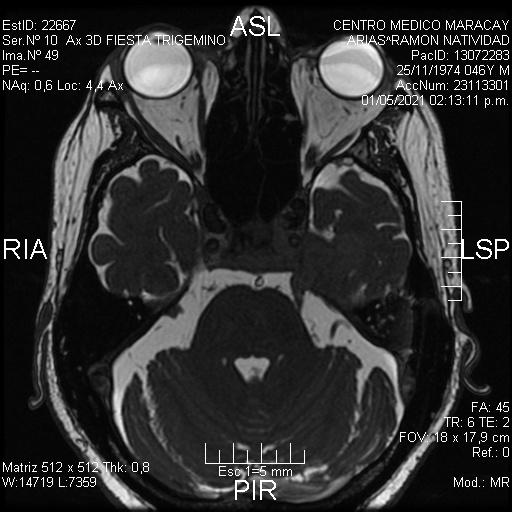 EstID: 22667
Ser.Nº 10 Ax 3D FIESTA TRIGEMINO
Ima.Nº 49
PE= --
NAq: 0,6 Loc: 4,4 Ax
ASL
CENTRO MEDICO MARACAY
ARIAS^RAMON NATIVIDAD
PacID: 13072283
25/11/1974 046Y M
AccNum: 23113301
01/05/2021 02:13:11 p.m.
RIA
LSP
Matriz 512 x 512 Thk: 0,8
W:14719 L:7359
Esc 1=5 mm
PIR
FA: 45
TR: 6 TE: 2
FOV: 18 x 17,9 cm
Ref.: 0
Mod.: MR